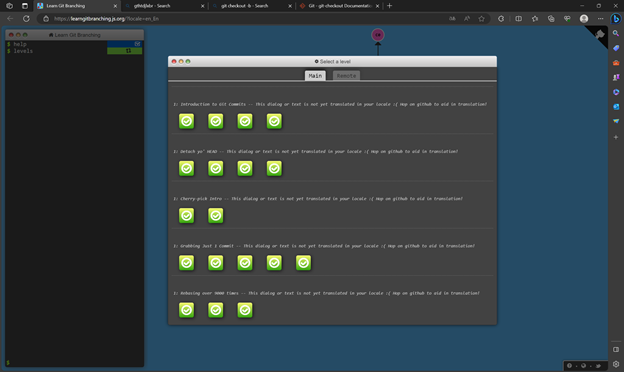 Learn Git Branching
githtdjlxbr - Search
git checkout -b - Search
Git - git-checkout Documentation
https://learngitbranching.js.org/?locale=en_En
Learn Git Branching
$ help
$ levels
$
Select a level
Main
Remote
1: Introduction to Git Commits -- This dialog or text is not yet translated in your locale :( Hop on github to aid in translation!
1: Detach yo' HEAD -- This dialog or text is not yet translated in your locale :( Hop on github to aid in translation!
1: Cherry-pick Intro -- This dialog or text is not yet translated in your locale :( Hop on github to aid in translation!
1: Grabbing Just 1 Commit -- This dialog or text is not yet translated in your locale :( Hop on github to aid in translation!
1: Rebasing over 9000 times -- This dialog or text is not yet translated in your locale :( Hop on github to aid in translation!